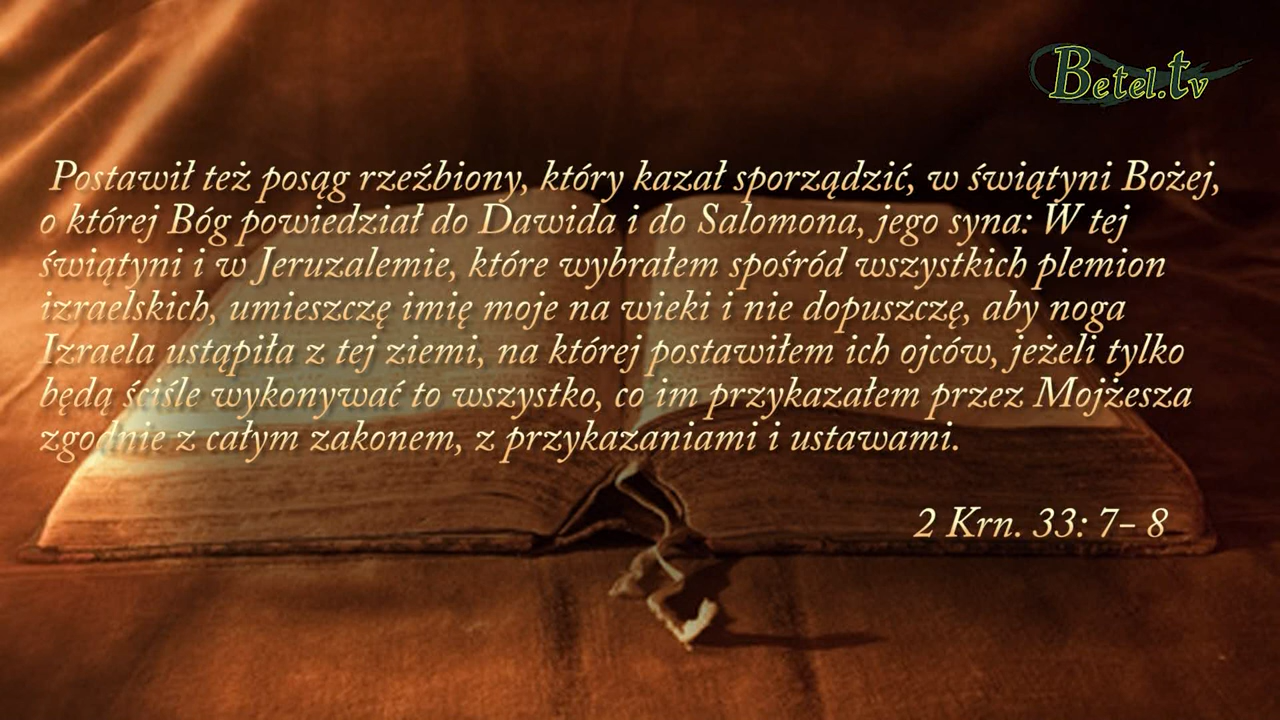 Betel.tv
Postawił też posąg rzeźbiony, który kazał sporządzić, w świątyni Bożej,
o której Bóg powiedział do Dawida i do Salomona, jego syna: W tej
świątyni i w Jeruzalemie, które wybrałem spośród wszystkich plemion
izraelskich, umieszczę imię moje na wieki i nie dopuszczę, aby noga
Izraela ustąpiła z tej ziemi, na której postawiłem ich ojców, jeżeli tylko
będą ściśle wykonywać to wszystko, co im przykazałem przez Mojżesza
zgodnie z całym zakonem, z przykazaniami i ustawami.
2 Krn. 33: 7– 8